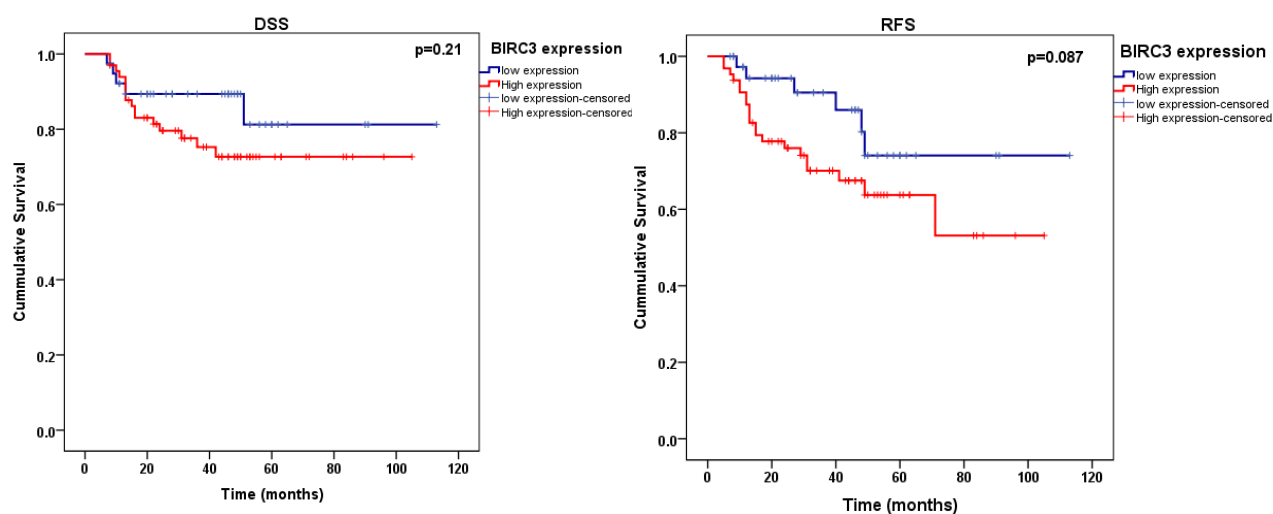 DSS
p=0.21
BIRC3 expression
low expression
High expression
low expression-censored
High expression-censored
1.0
0.8
0.6
0.4
0.2
0.0
Cummulative Survival
0 20 40 60 80 100 120
Time (months)
RFS
p=0.087
BIRC3 expression
low expression
High expression
low expression-censored
High expression-censored
1.0
0.8
0.6
0.4
0.2
0.0
Cummulative Survival
0 20 40 60 80 100 120
Time (months)